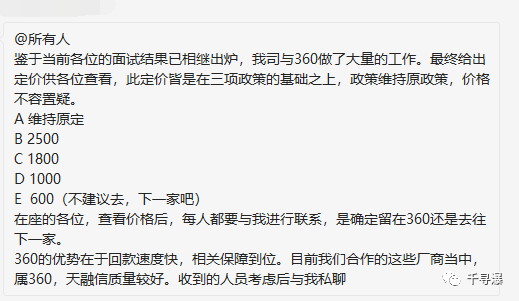 @所有人
鉴于当前各位的面试结果已相继出炉，我司与360做了大量的工作。最终给出
定价供各位查看，此定价皆是在三项政策的基础之上，政策维持原政策，价格
不容置疑。
A 维持原定
B 2500
C 1800
D 1000
E 600（不建议去，下一家吧）
在座的各位，查看价格后，每人都要与我进行联系，是确定留在360还是去往
下一家。
360的优势在于回款速度快，相关保障到位。目前我们合作的这些厂商当中，
属360，天融信质量较好。收到的人员考虑后与我私聊
千寻瀑